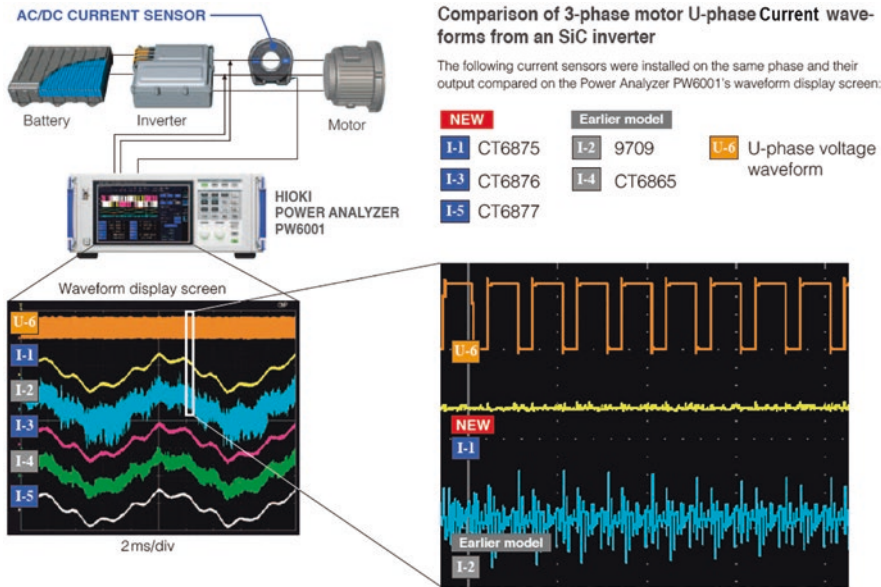 AC/DC CURRENT SENSOR
Battery
Inverter
Motor
HIOKI
POWER ANALYZER
PW6001
Comparison of 3-phase motor U-phase Current wave-
forms from an SiC inverter
The following current sensors were installed on the same phase and their
output compared on the Power Analyzer PW6001's waveform display screen:
NEW
I-1 CT6875
I-3 CT6876
I-5 CT6877
Earlier model
I-2 9709
I-4 CT6865
U-6 U-phase voltage
waveform
Waveform display screen
U-6
I-1
I-2
I-3
I-4
I-5
2ms/div
U-6
NEW
I-1
Earlier model
I-2